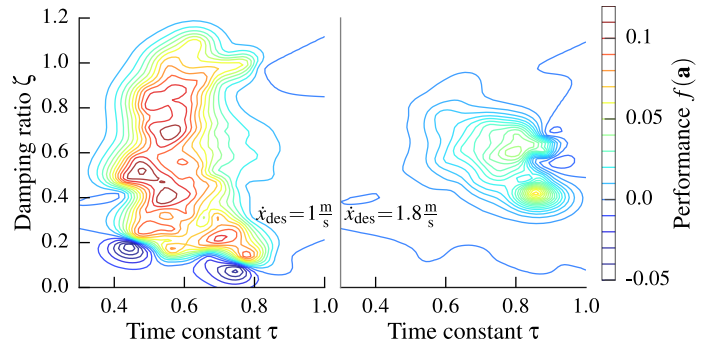 Damping ratio ζ
1.2
1.0
0.8
0.6
0.4
0.2
0.0
0.4 0.6 0.8 1.0
Time constant τ
ẋdes=1 m/s
ẋdes=1.8 m/s
0.4 0.6 0.8 1.0
Time constant τ
0.10
0.05
0.0
-0.05
Performance f(a)